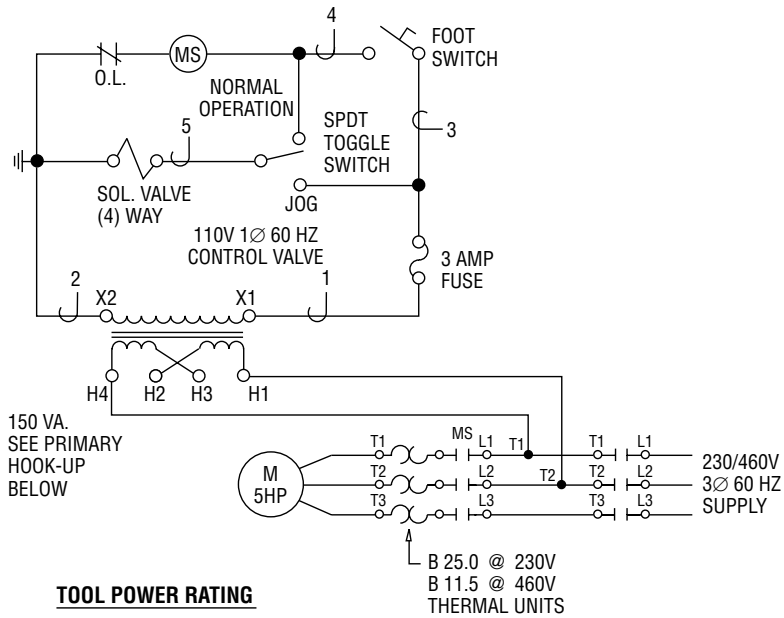 4
FOOT
SWITCH
MS
O.L.
NORMAL
OPERATION
3
5
SPDT
TOGGLE
SWITCH
SOL. VALVE
(4) WAY
JOG
110V 1∅ 60 HZ
CONTROL VALVE
3 AMP
FUSE
2
X2
X1
1
H4
H2
H3
H1
150 VA.
SEE PRIMARY
HOOK-UP
BELOW
M
5HP
T1
MS
L1
T1
T1
L1
T2
L2
T2
T2
L2
T3
L3
T3
L3
230/460V
3∅ 60 HZ
SUPPLY
B 25.0 @ 230V
B 11.5 @ 460V
THERMAL UNITS
TOOL POWER RATING